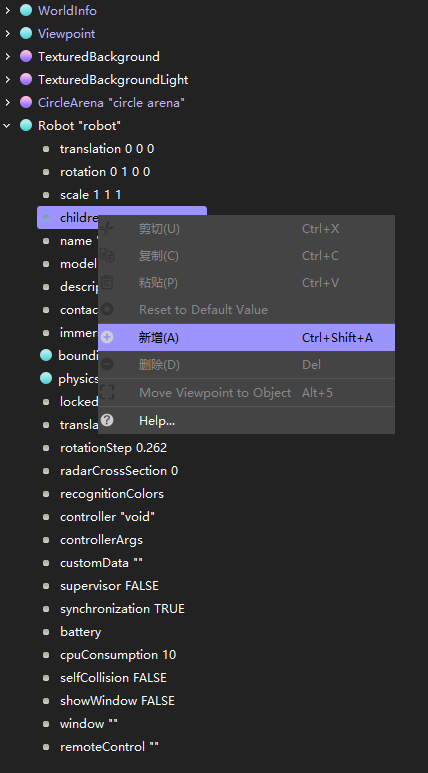 WorldInfo
Viewpoint
TexturedBackground
TexturedBackgroundLight
CircleArena "circle arena"
Robot "robot"
translation 0 0 0
rotation 0 1 0 0
scale 1 1 1
childre
剪切(U) Ctrl+X
name "
复制(C) Ctrl+C
model
粘贴(P) Ctrl+V
descrip
Reset to Default Value
contac
新增(A) Ctrl+Shift+A
immer
boundi
删除(D) Del
physics
Move Viewpoint to Object Alt+5
locked
Help...
transla
rotationStep 0.262
radarCrossSection 0
recognitionColors
controller "void"
controllerArgs
customData ""
supervisor FALSE
synchronization TRUE
battery
cpuConsumption 10
selfCollision FALSE
showWindow FALSE
window ""
remoteControl ""